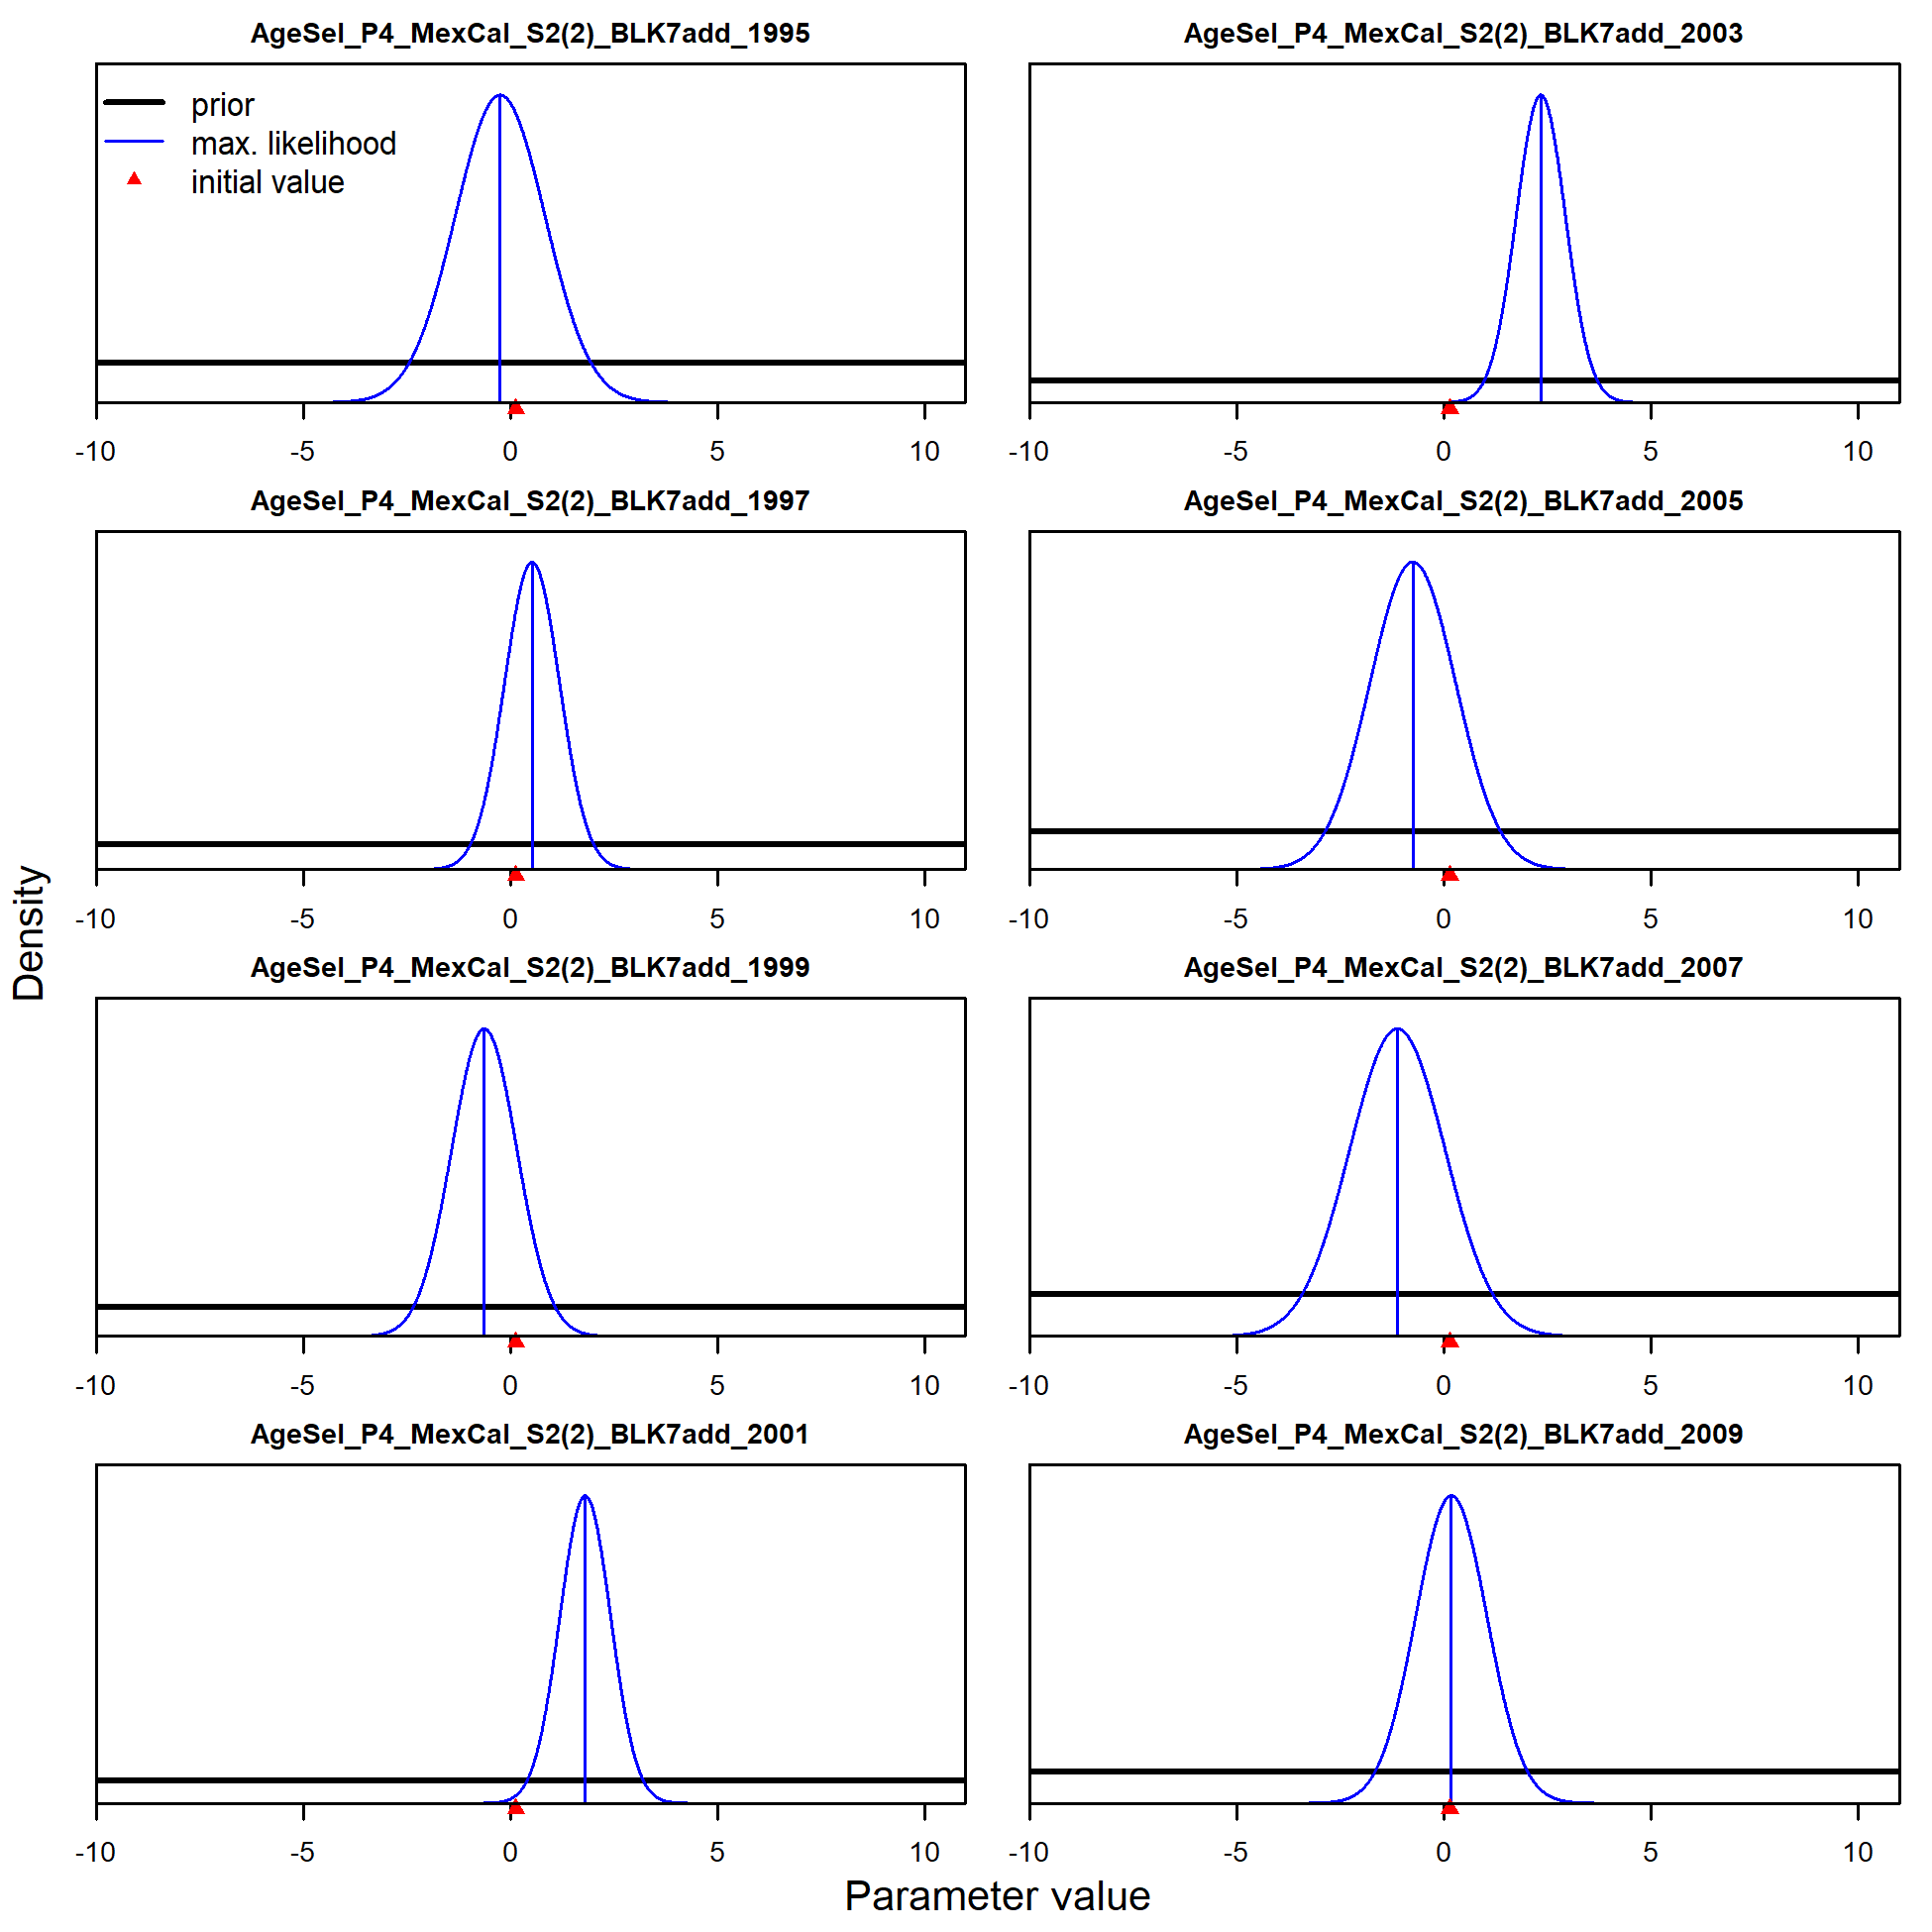 AgeSel_P4_MexCal_S2(2)_BLK7add_1995
prior
max. likelihood
initial value
-10 -5 0 5 10
AgeSel_P4_MexCal_S2(2)_BLK7add_2003
-10 -5 0 5 10
AgeSel_P4_MexCal_S2(2)_BLK7add_1997
-10 -5 0 5 10
AgeSel_P4_MexCal_S2(2)_BLK7add_2005
-10 -5 0 5 10
AgeSel_P4_MexCal_S2(2)_BLK7add_1999
-10 -5 0 5 10
AgeSel_P4_MexCal_S2(2)_BLK7add_2007
-10 -5 0 5 10
AgeSel_P4_MexCal_S2(2)_BLK7add_2001
-10 -5 0 5 10
AgeSel_P4_MexCal_S2(2)_BLK7add_2009
-10 -5 0 5 10
Density
Parameter value